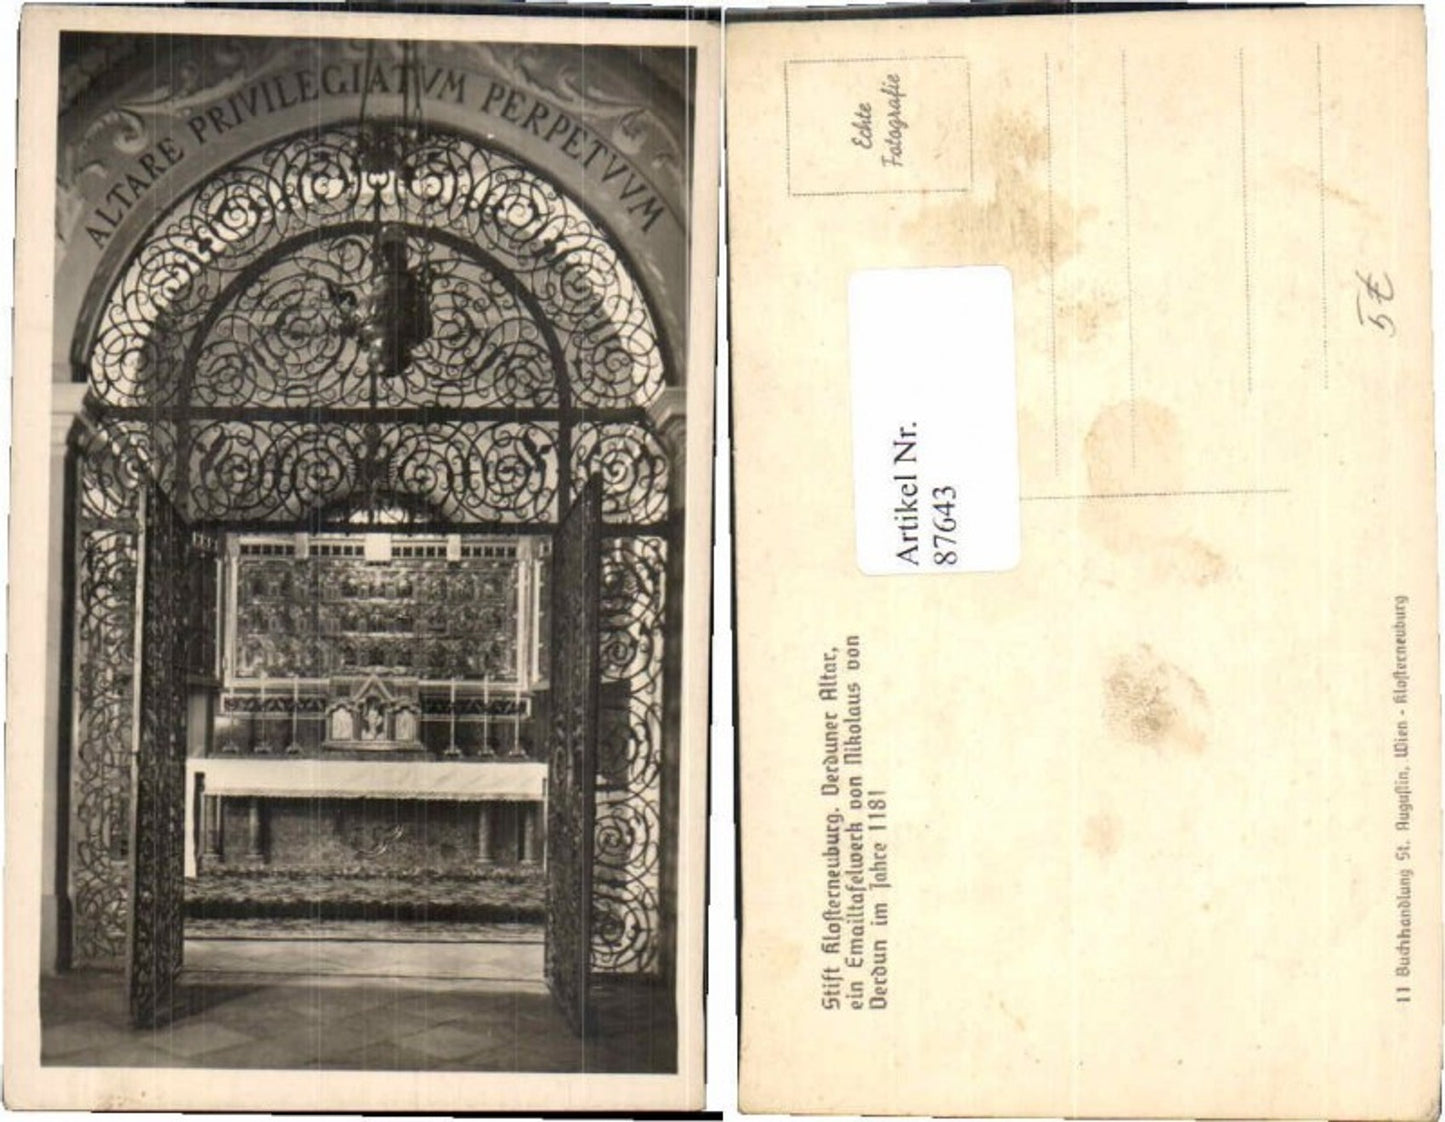 ALTARE PRIVILEGIATVM PERPETVVM
Echte
Fotografie
5 €
Artikel Nr.
87643
Stift Klosterneuburg. Verduner Altar,
ein Emailtafelwerk von Nikolaus von
Verdun im Jahre 1181
11 Buchhandlung St. Augustin, Wien - Klosterneuburg